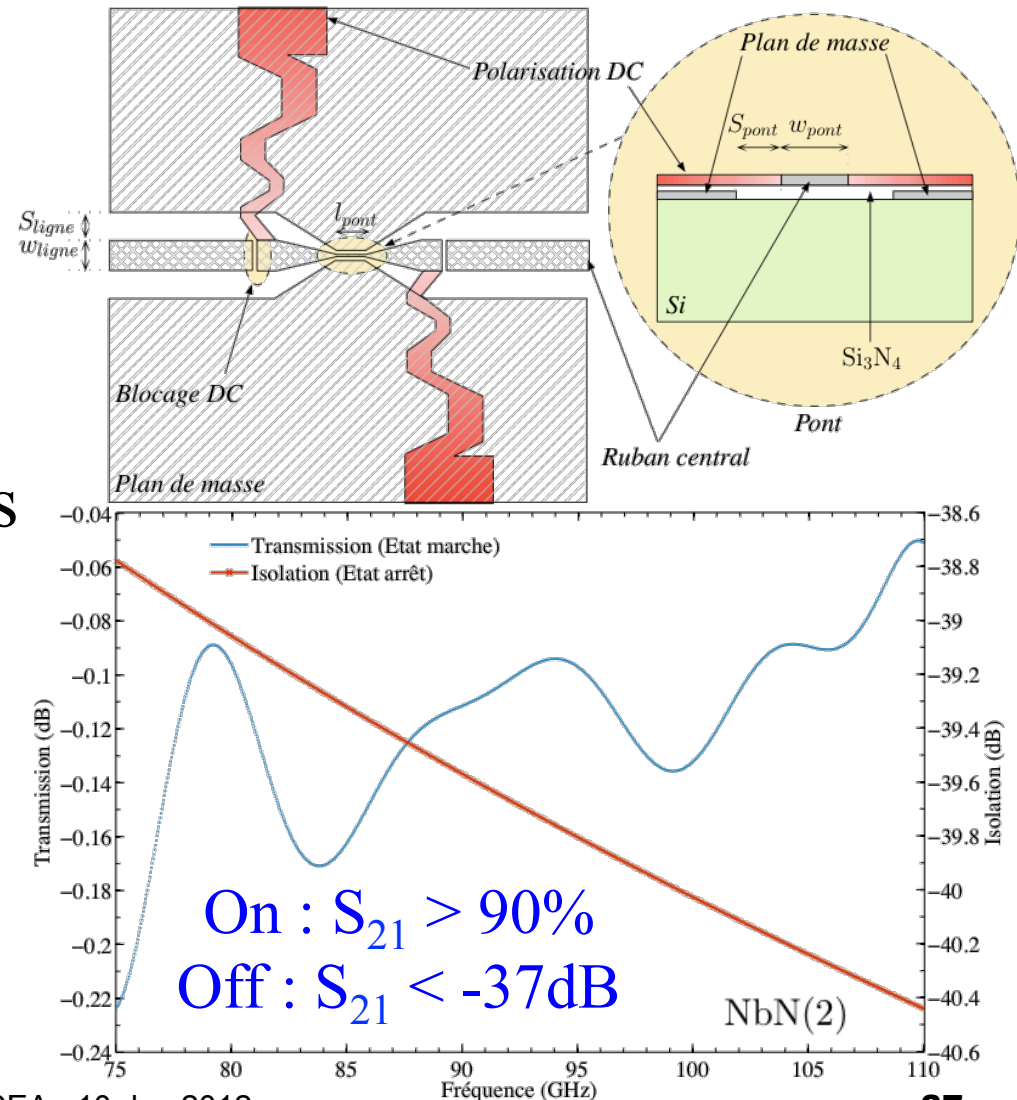 Plan de masse
Polarisation DC
S_pont w_pont
S_ligne
w_ligne
l_pont
Si
Si₃N₄
Blocage DC
Pont
Ruban central
Plan de masse
s
Transmission (Etat marche)
Isolation (Etat arrêt)
−0.04
−0.06
−0.08
−0.1
−0.12
−0.14
−0.16
−0.18
−0.2
−0.22
−0.24
Transmission (dB)
−38.6
−38.8
−39
−39.2
−39.4
−39.6
−39.8
−40
−40.2
−40.4
−40.6
Isolation (dB)
On : S₂₁ > 90%
Off : S₂₁ < -37dB
NbN(2)
75 80 85 90 95 100 105 110
Fréquence (GHz)